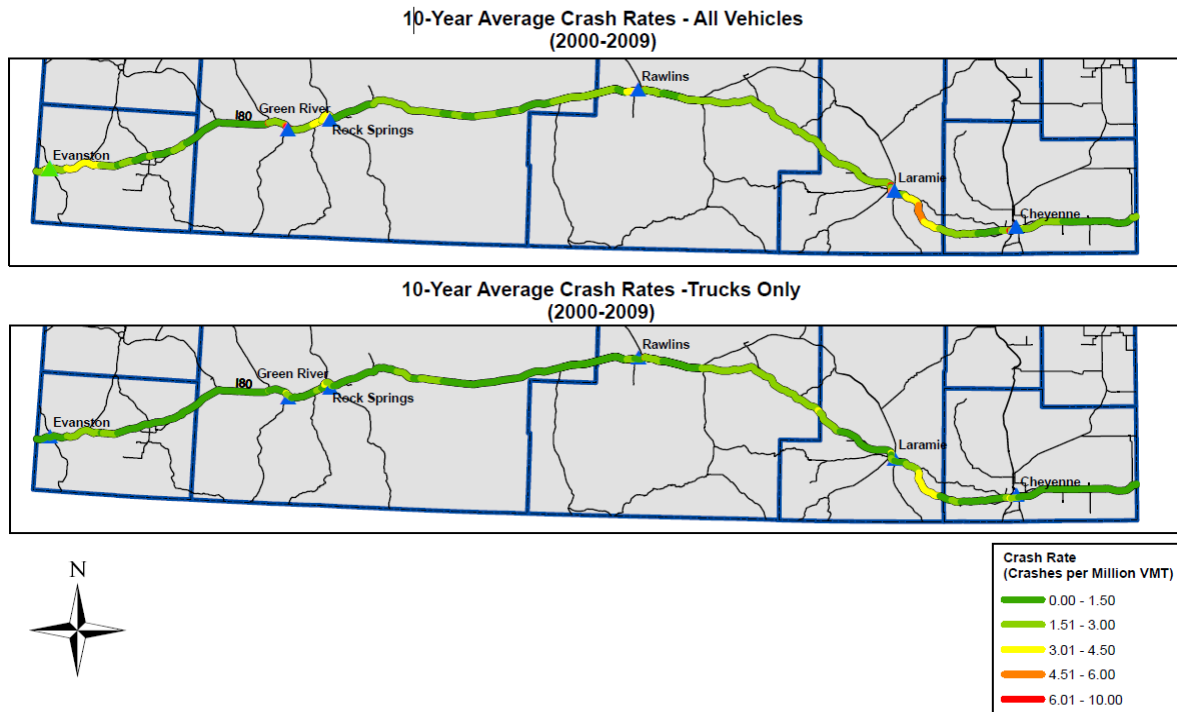 10-Year Average Crash Rates - All Vehicles
(2000-2009)
Rawlins
Green River
I80
Rock Springs
Evanston
Laramie
Cheyenne
10-Year Average Crash Rates -Trucks Only
(2000-2009)
Rawlins
Green River
I80
Rock Springs
Evanston
Laramie
Cheyenne
N
Crash Rate
(Crashes per Million VMT)
0.00 - 1.50
1.51 - 3.00
3.01 - 4.50
4.51 - 6.00
6.01 - 10.00